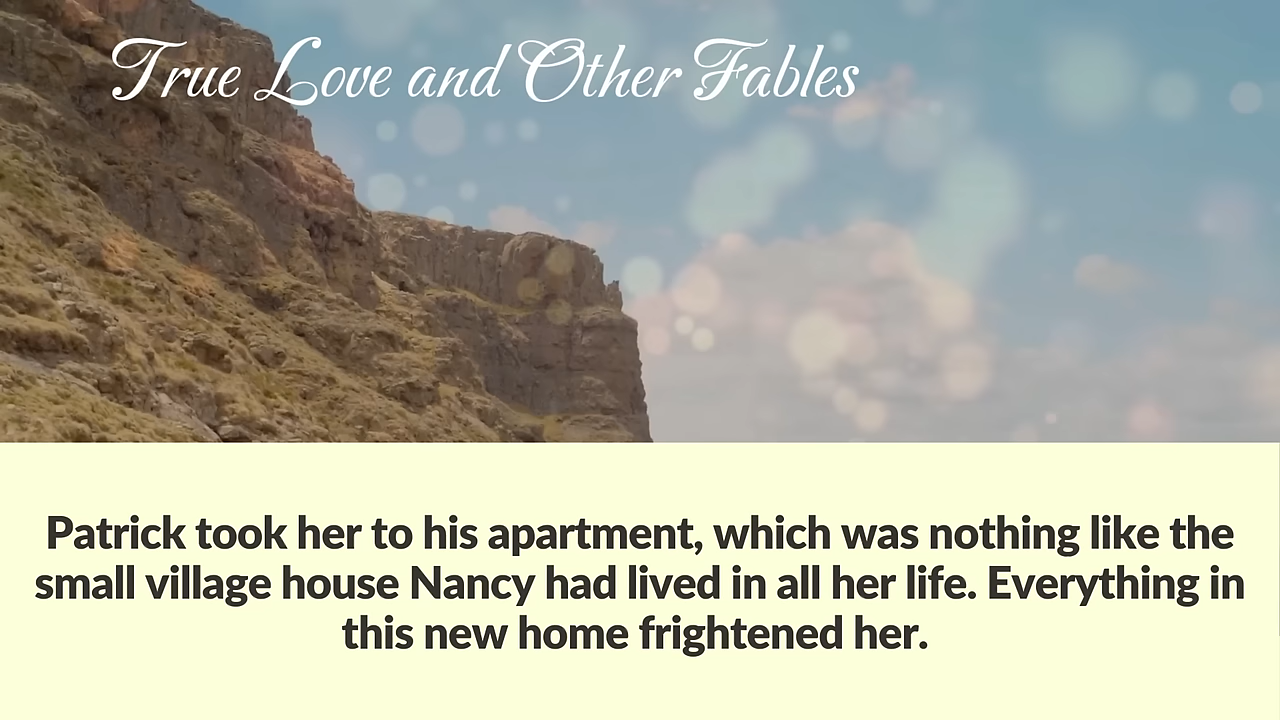 True Love and Other Fables
Patrick took her to his apartment, which was nothing like the
small village house Nancy had lived in all her life. Everything in
this new home frightened her.